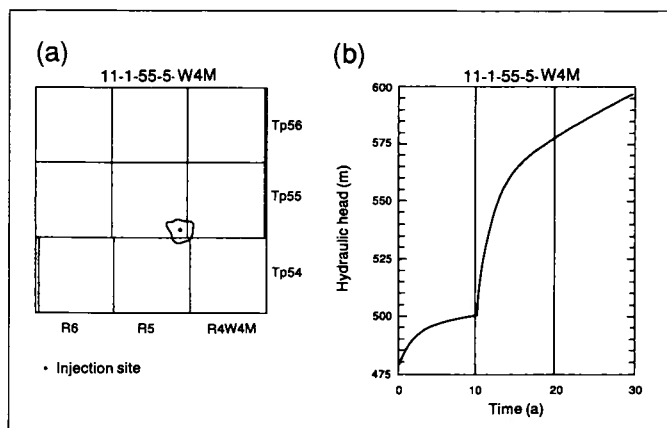 (a)
11-1-55-5-W4M
Tp56
Tp55
Tp54
R6 R5 R4W4M
• Injection site
(b)
11-1-55-5-W4M
Hydraulic head (m)
600
575
550
525
500
475
0 10 20 30
Time (a)